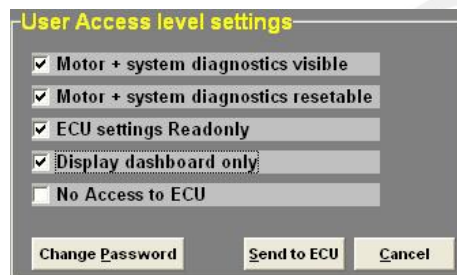 User Access level settings
Motor + system diagnostics visible
Motor + system diagnostics resetable
ECU settings Readonly
Display dashboard only
No Access to ECU
Change Password Send to ECU Cancel